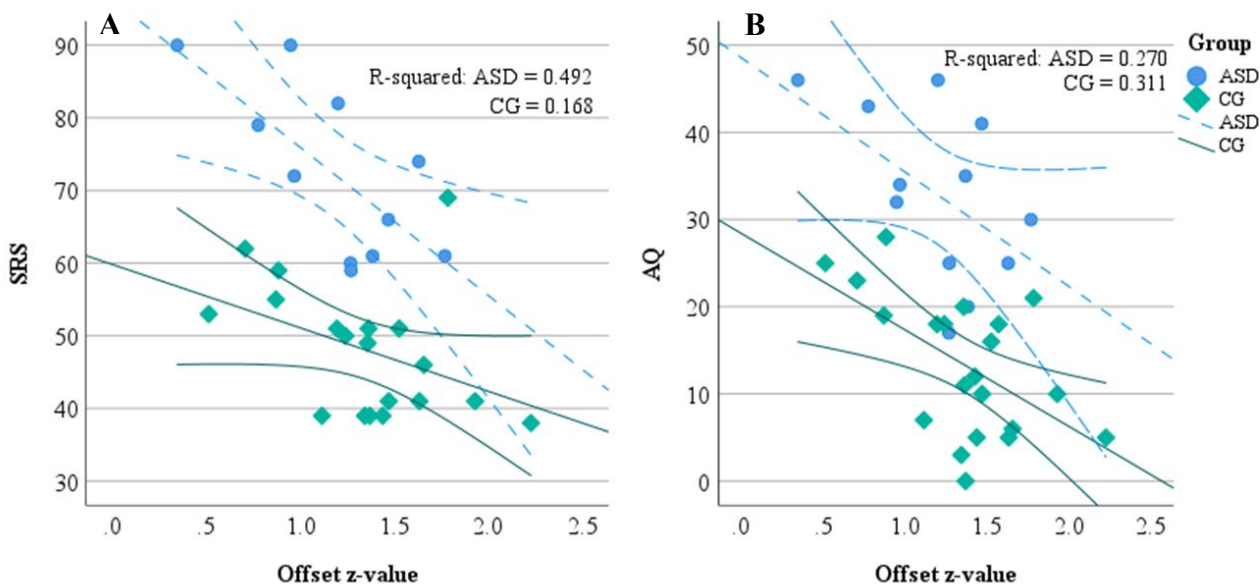 A
R-squared: ASD = 0.492
CG = 0.168
SRS
90
80
70
60
50
40
30
.0 .5 1.0 1.5 2.0 2.5
Offset z-value
B
R-squared: ASD = 0.270
CG = 0.311
AQ
50
40
30
20
10
0
.0 .5 1.0 1.5 2.0 2.5
Offset z-value
Group
ASD
CG
ASD
CG